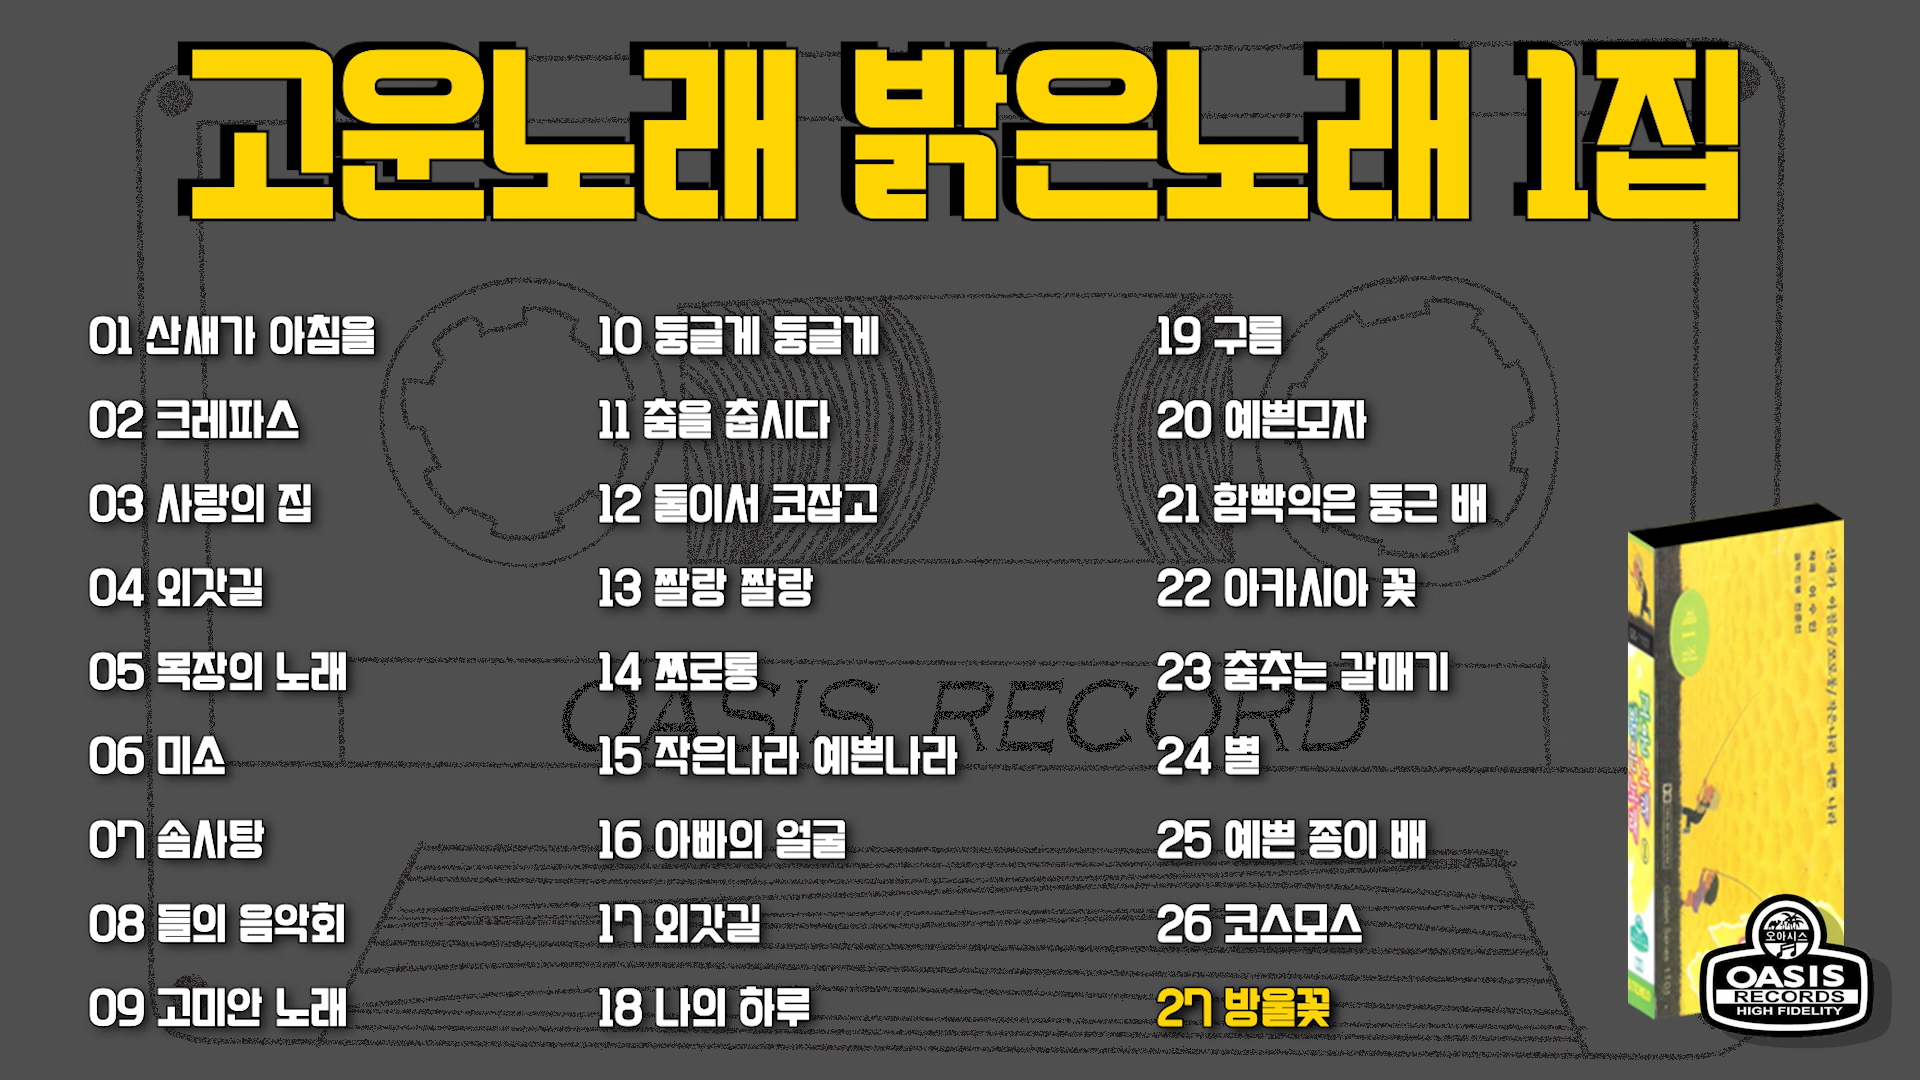 고운노래 밝은노래 1집
01 산새가 아침을
02 크레파스
03 사랑의 집
04 외갓길
05 목장의 노래
06 미소
07 솜사탕
08 들의 음악회
09 고미안 노래
10 둥글게 둥글게
11 춤을 춥시다
12 둘이서 코잡고
13 짤랑 짤랑
14 쪼로롱
15 작은나라 예쁜나라
16 아빠의 얼굴
17 외갓길
18 나의 하루
19 구름
20 예쁜모자
21 함빡익은 둥근 배
22 아카시아 꽃
23 춤추는 갈매기
24 별
25 예쁜 종이 배
26 코스모스
27 방울꽃
OASIS RECORD
오아시스
OASIS
RECORDS
HIGH FIDELITY